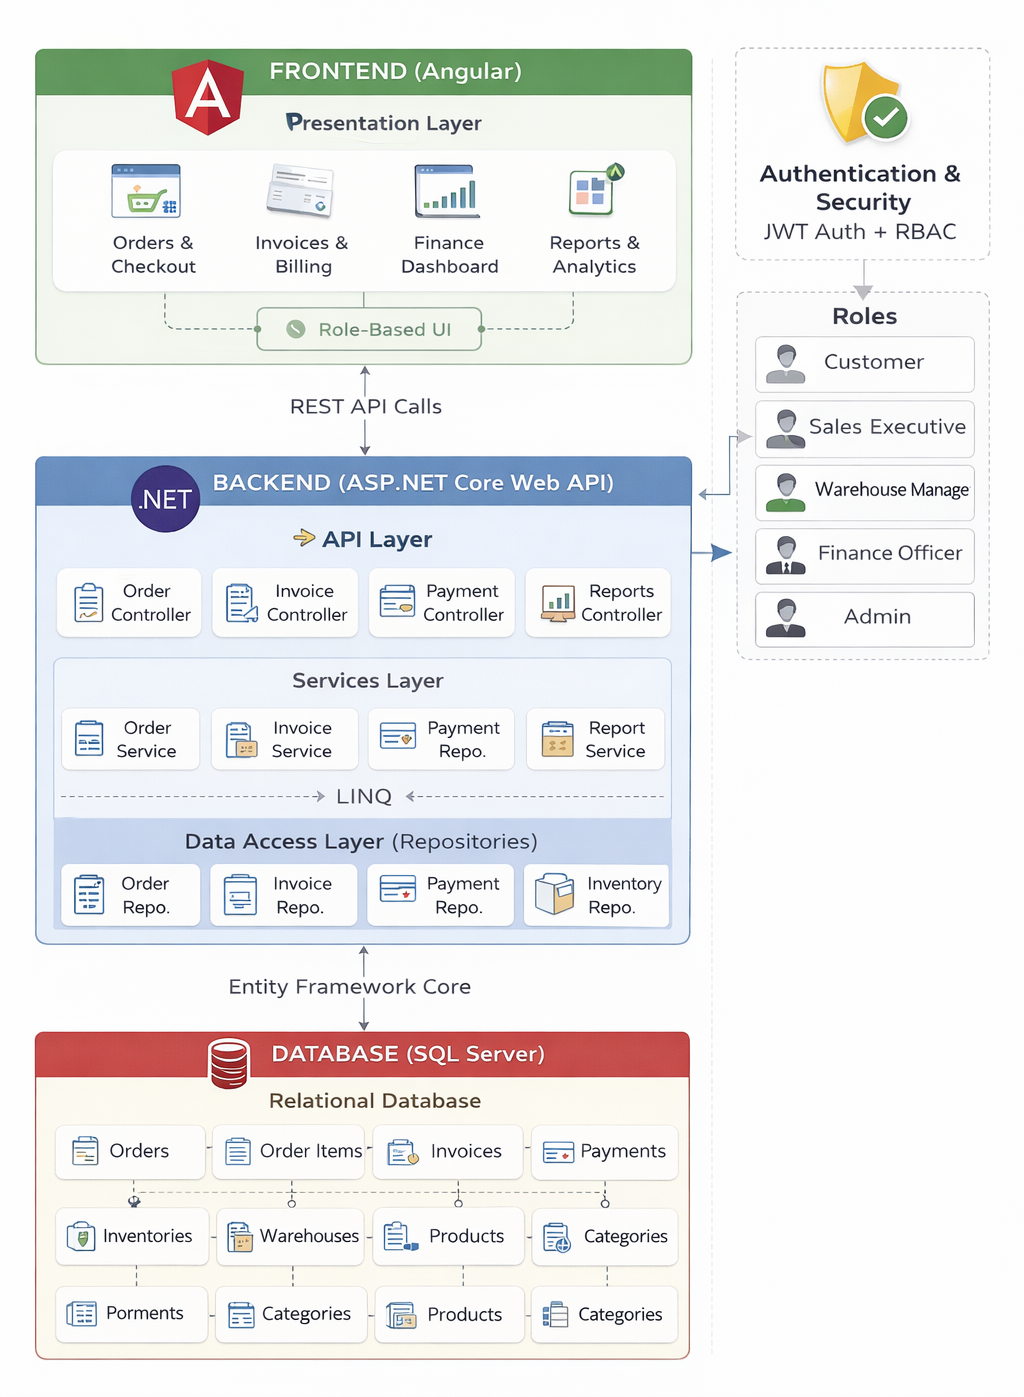 FRONTEND (Angular)
A
Presentation Layer
Orders &
Checkout
Invoices &
Billing
Finance
Dashboard
Reports &
Analytics
Role-Based UI
REST API Calls
BACKEND (ASP.NET Core Web API)
.NET
API Layer
Order
Controller
Invoice
Controller
Payment
Controller
Reports
Controller
Services Layer
Order
Service
Invoice
Service
Payment
Repo.
Report
Service
LINQ
Data Access Layer (Repositories)
Order
Repo.
Invoice
Repo.
Payment
Repo.
Inventory
Repo.
Entity Framework Core
DATABASE (SQL Server)
Relational Database
Orders
Order Items
Invoices
Payments
Inventories
Warehouses
Products
Categories
Porments
Categories
Products
Categories
Authentication &
Security
JWT Auth + RBAC
Roles
Customer
Sales Executive
Warehouse Manage
Finance Officer
Admin